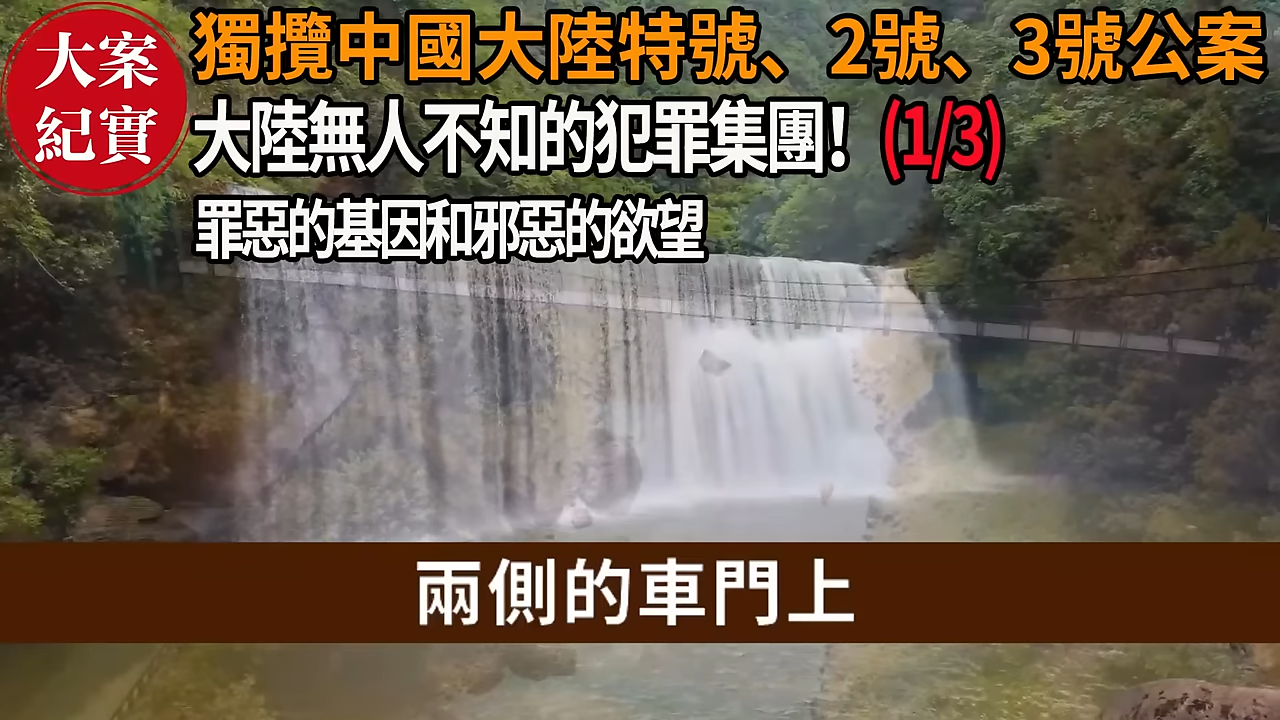 大案
紀實
獨攬中國大陸特號、2號、3號公案
大陸無人不知的犯罪集團！(1/3)
罪惡的基因和邪惡的欲望
兩側的車門上